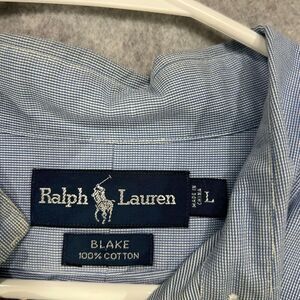 Ralph Lauren
MADE IN
CHINA
L
BLAKE
100% COTTON